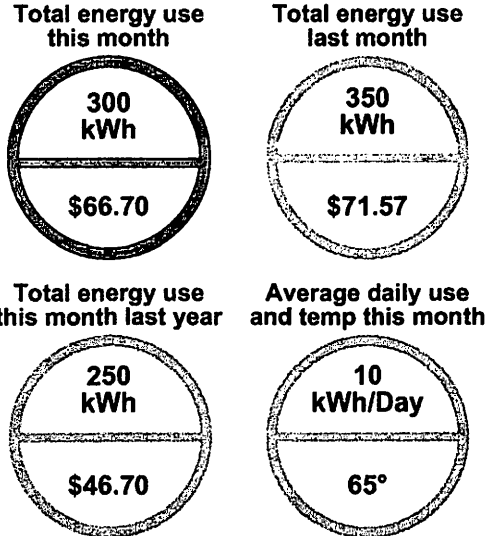 Total energy use
this month
300
kWh
$66.70
Total energy use
last month
350
kWh
$71.57
Total energy use
this month last year
250
kWh
$46.70
Average daily use
and temp this month
10
kWh/Day
65°